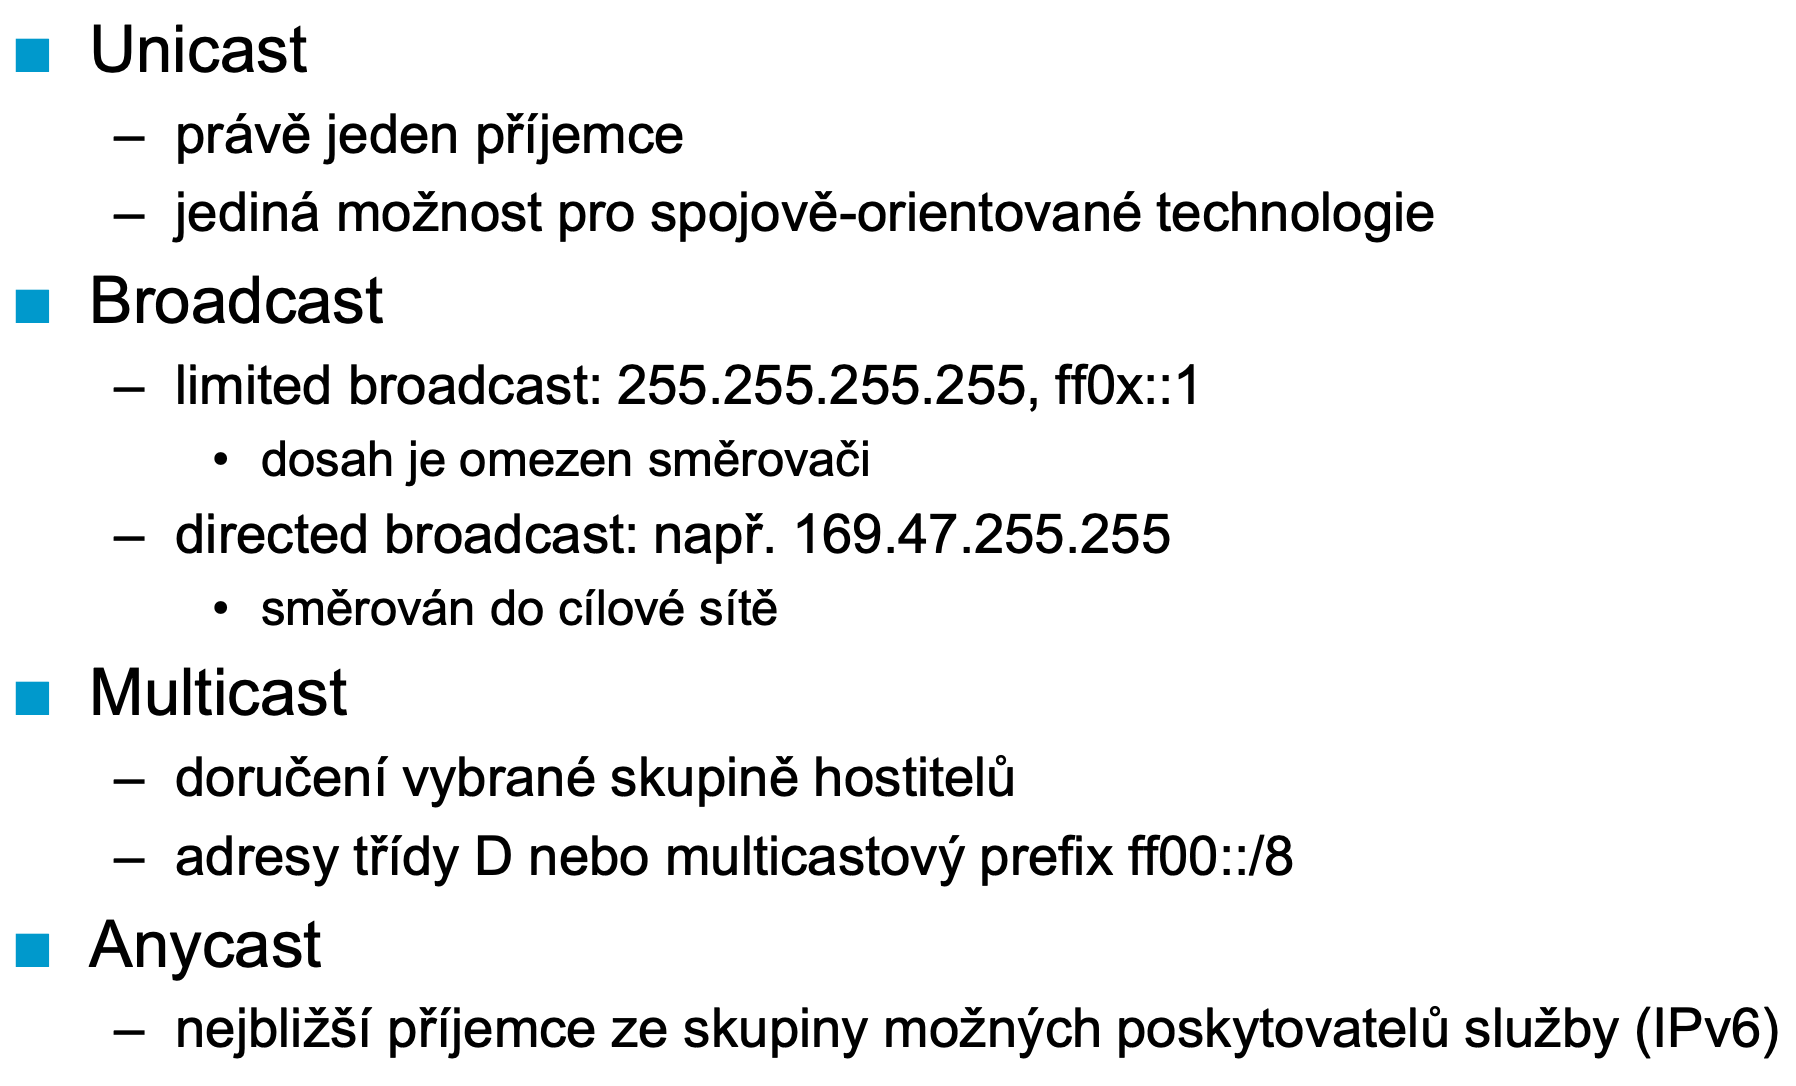 ■ Unicast
– právě jeden příjemce
– jediná možnost pro spojově-orientované technologie
■ Broadcast
– limited broadcast: 255.255.255.255, ff0x::1
• dosah je omezen směrovači
– directed broadcast: např. 169.47.255.255
• směrován do cílové sítě
■ Multicast
– doručení vybrané skupině hostitelů
– adresy třídy D nebo multicastový prefix ff00::/8
■ Anycast
– nejbližší příjemce ze skupiny možných poskytovatelů služby (IPv6)